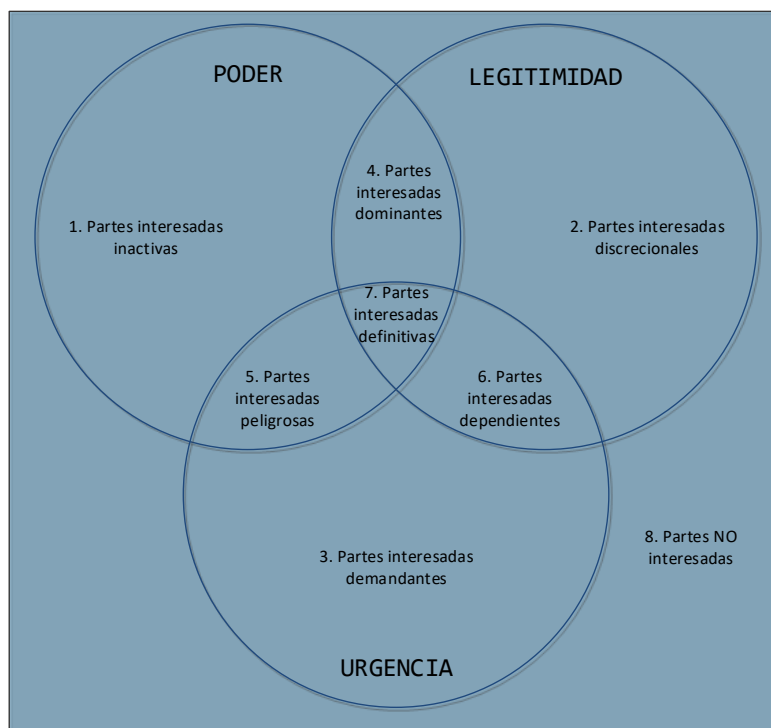 PODER
LEGITIMIDAD
4. Partes
interesadas
dominantes
1. Partes interesadas
inactivas
2. Partes interesadas
discrecionales
7. Partes
interesadas
definitivas
5. Partes
interesadas
peligrosas
6. Partes
interesadas
dependientes
3. Partes interesadas
demandantes
8. Partes NO
interesadas
URGENCIA